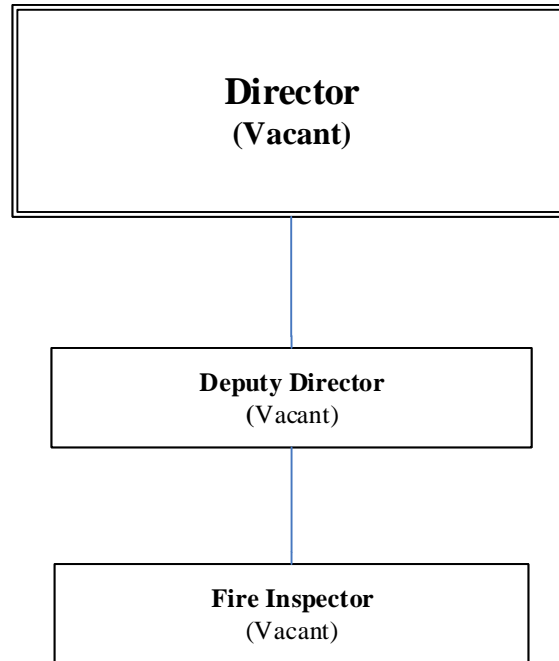 Director
(Vacant)
Deputy Director
(Vacant)
Fire Inspector
(Vacant)